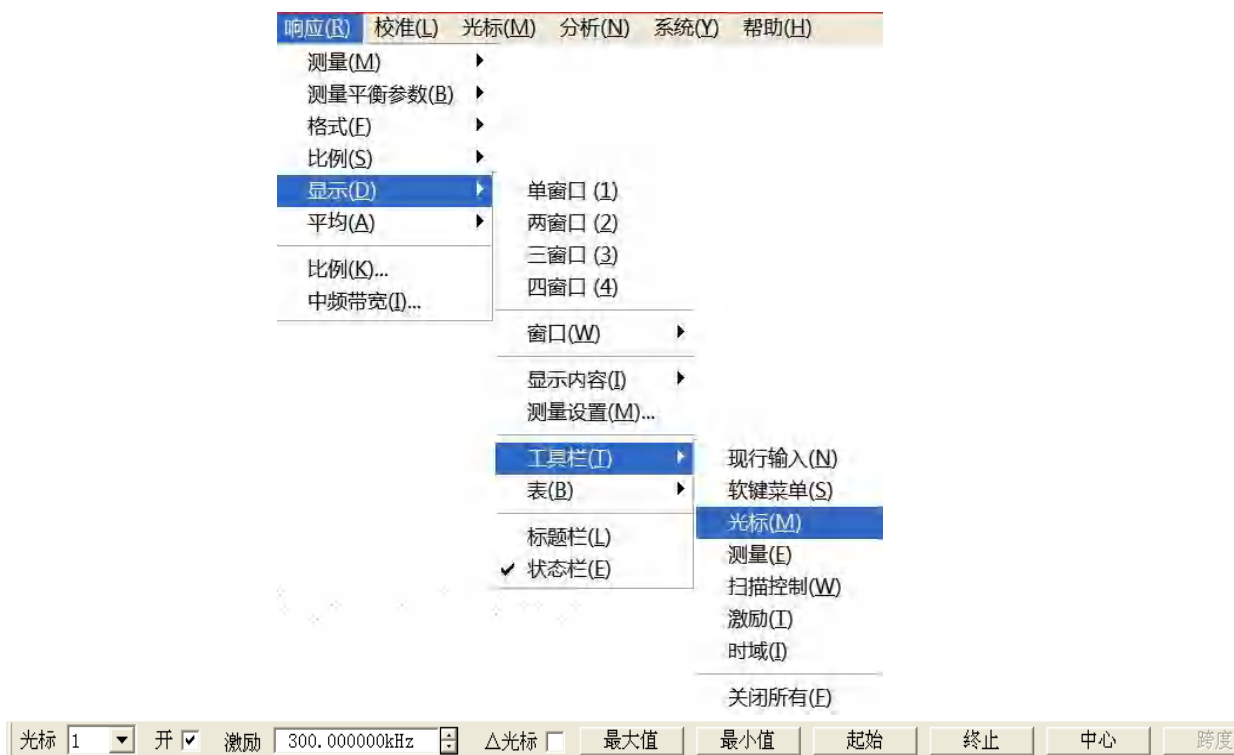 响应(R) 校准(L) 光标(M) 分析(N) 系统(Y) 帮助(H)
测量(M)
测量平衡参数(B)
格式(F)
比例(S)
显示(D)
平均(A)
比例(K)...
中频带宽(I)...
单窗口 (1)
两窗口 (2)
三窗口 (3)
四窗口 (4)
窗口(W)
显示内容(I)
测量设置(M)...
工具栏(T)
表(B)
标题栏(L)
状态栏(E)
现行输入(N)
软键菜单(S)
光标(M)
测量(E)
扫描控制(W)
激励(T)
时域(I)
关闭所有(F)
光标 1 开 激励 300.000000kHz △光标 最大值 最小值 起始 终止 中心 跨度